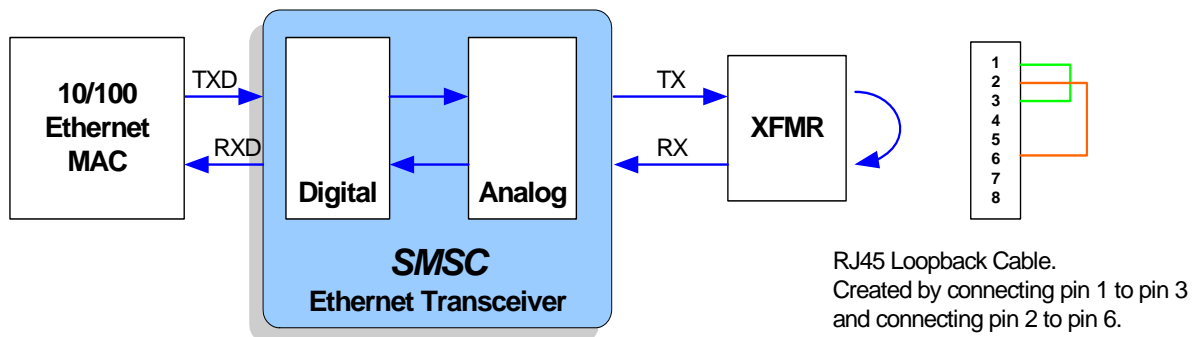 10/100
Ethernet
MAC
TXD
RXD
Digital
Analog
SMSC
Ethernet Transceiver
TX
RX
XFMR
1
2
3
4
5
6
7
8
RJ45 Loopback Cable.
Created by connecting pin 1 to pin 3
and connecting pin 2 to pin 6.